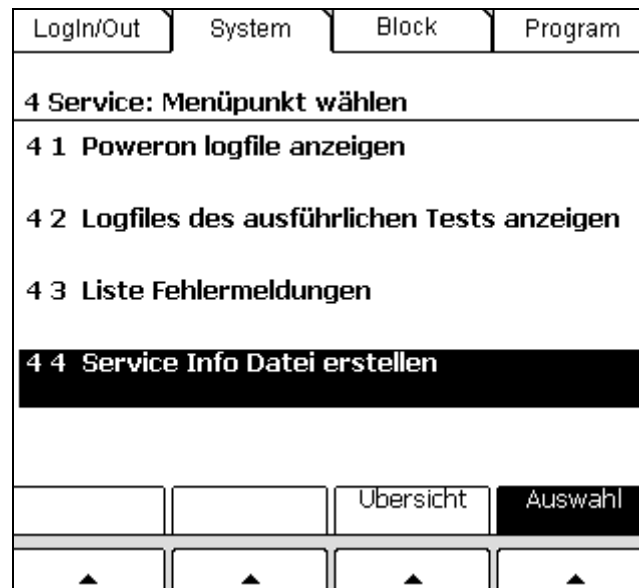 LogIn/Out System Block Program
4 Service: Menüpunkt wählen
4 1 Poweron logfile anzeigen
4 2 Logfiles des ausführlichen Tests anzeigen
4 3 Liste Fehlermeldungen
4 4 Service Info Datei erstellen
Übersicht Auswahl